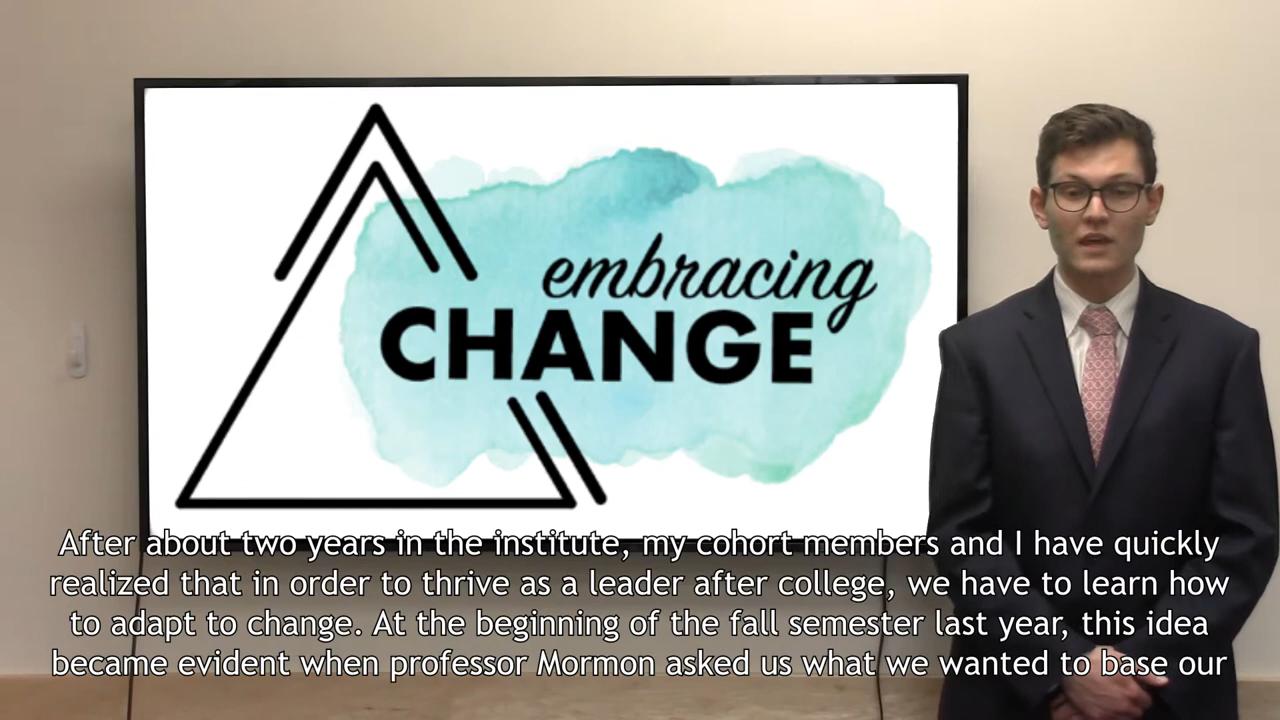 embracing
CHANGE
After about two years in the institute, my cohort members and I have quickly
realized that in order to thrive as a leader after college, we have to learn how
to adapt to change. At the beginning of the fall semester last year, this idea
became evident when professor Mormon asked us what we wanted to base our